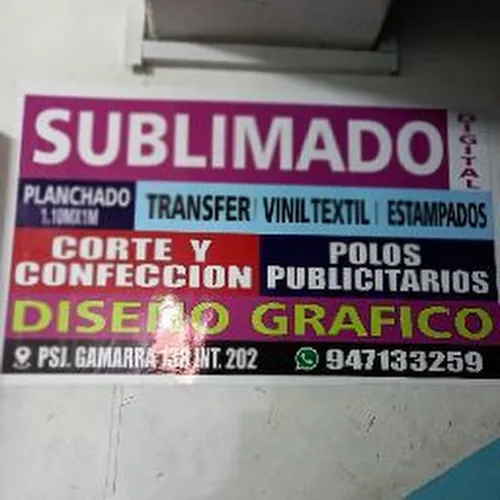 SUBLIMADO
DIGITAL
PLANCHADO
1.10MX1M
TRANSFER | VINIL TEXTIL | ESTAMPADOS
CORTE Y
CONFECCION
POLOS
PUBLICITARIOS
DISEÑO GRAFICO
PSJ. GAMARRA 138 INT. 202
947133259